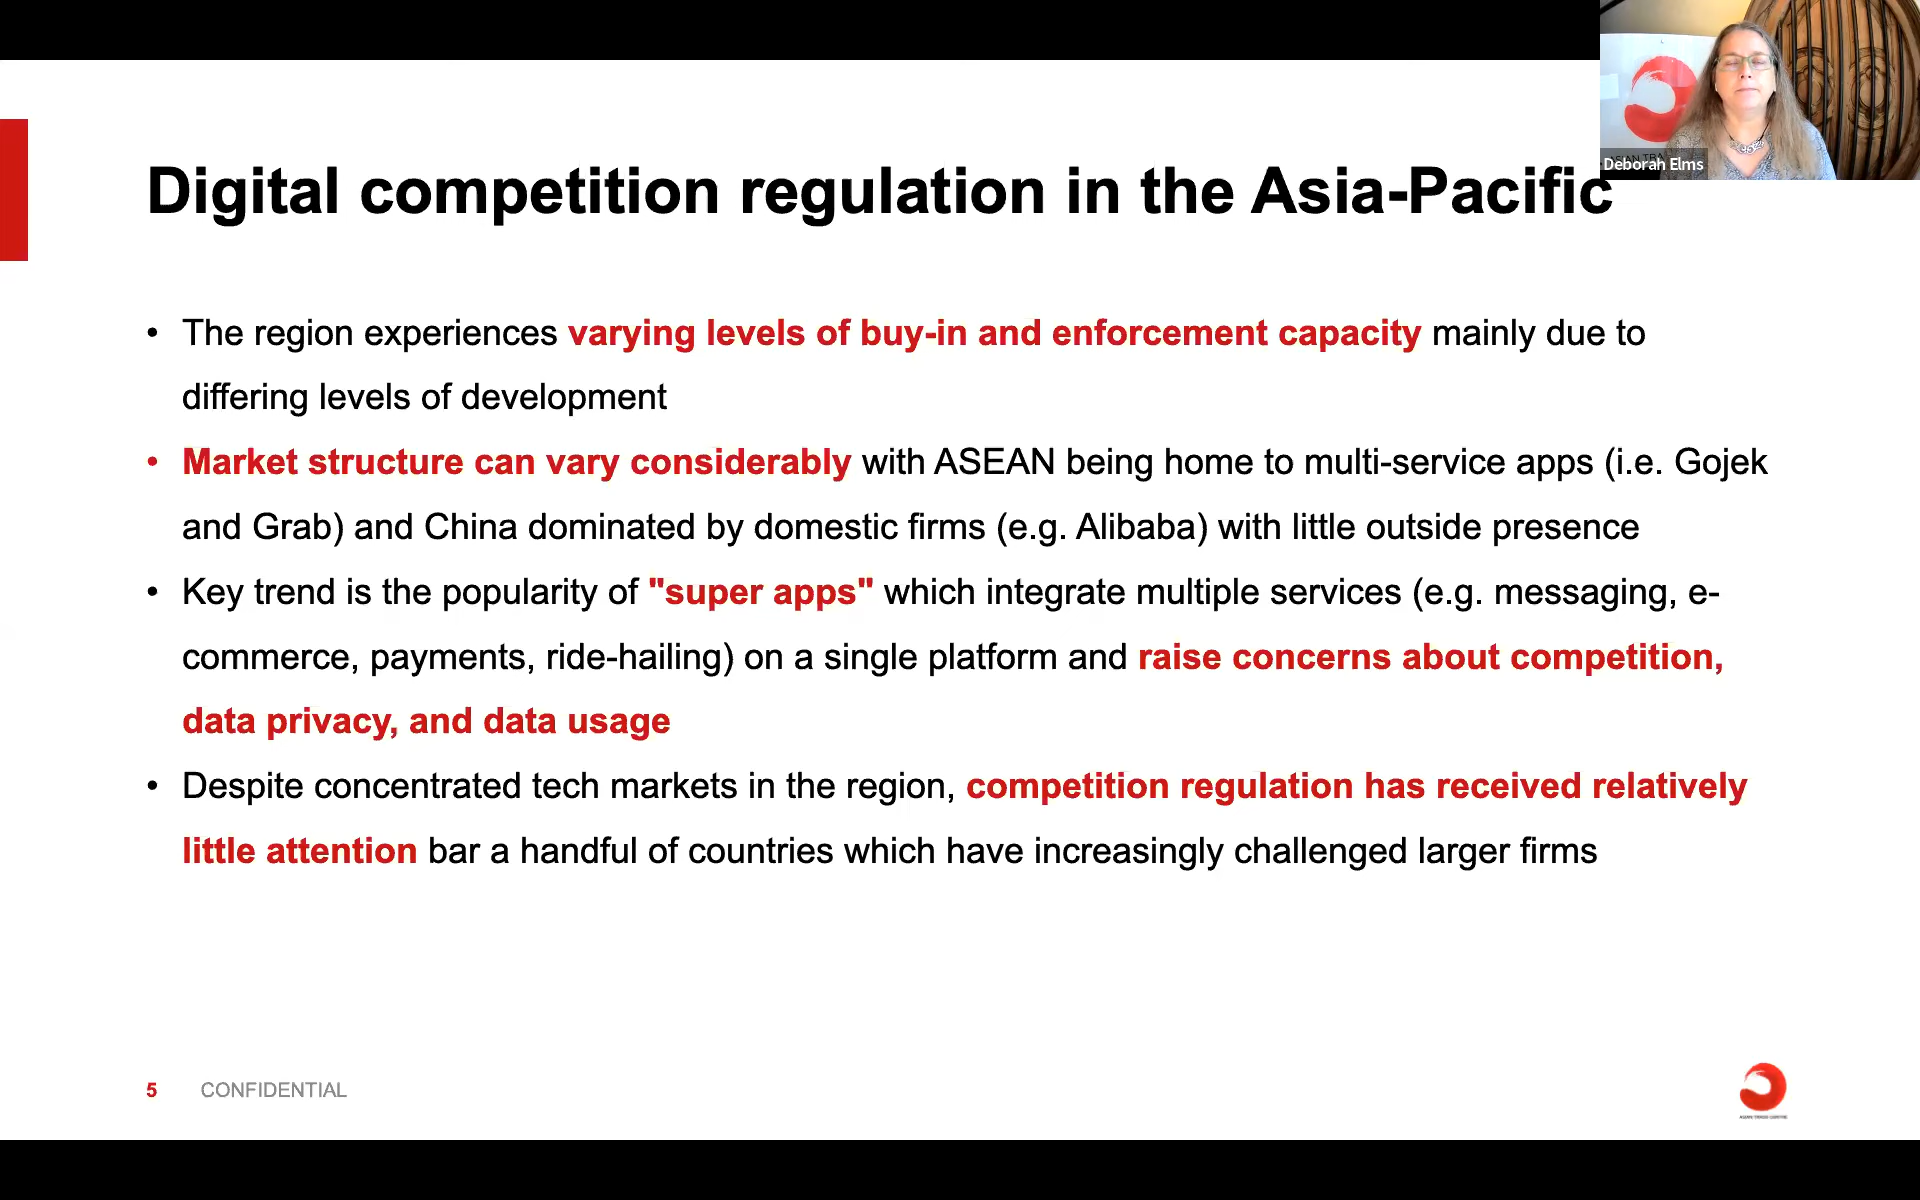 Digital competition regulation in the Asia-Pacific
Deborah Elms
• The region experiences varying levels of buy-in and enforcement capacity mainly due to
differing levels of development
• Market structure can vary considerably with ASEAN being home to multi-service apps (i.e. Gojek
and Grab) and China dominated by domestic firms (e.g. Alibaba) with little outside presence
• Key trend is the popularity of "super apps" which integrate multiple services (e.g. messaging, e-
commerce, payments, ride-hailing) on a single platform and raise concerns about competition,
data privacy, and data usage
• Despite concentrated tech markets in the region, competition regulation has received relatively
little attention bar a handful of countries which have increasingly challenged larger firms
5 CONFIDENTIAL
ASIAN TRADE CENTRE